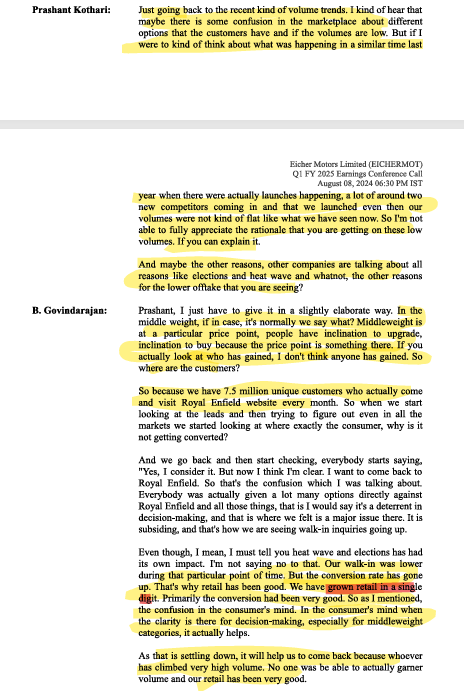 Prashant Kothari:
Just going back to the recent kind of volume trends. I kind of hear that
maybe there is some confusion in the marketplace about different
options that the customers have and if the volumes are low. But if I
were to kind of think about what was happening in a similar time last
Eicher Motors Limited (EICHERMOT)
Q1 FY 2025 Earnings Conference Call
August 08, 2024 06:30 PM IST
year when there were actually launches happening, a lot of around two
new competitors coming in and that we launched even then our
volumes were not kind of flat like what we have seen now. So I'm not
able to fully appreciate the rationale that you are getting on these low
volumes. If you can explain it.
And maybe the other reasons, other companies are talking about all
reasons like elections and heat wave and whatnot, the other reasons
for the lower offtake that you are seeing?
B. Govindarajan:
Prashant, I just have to give it in a slightly elaborate way. In the
middle weight, if in case, it's normally we say what? Middleweight is
at a particular price point, people have inclination to upgrade,
inclination to buy because the price point is something there. If you
actually look at who has gained, I don't think anyone has gained. So
where are the customers?
So because we have 7.5 million unique customers who actually come
and visit Royal Enfield website every month. So when we start
looking at the leads and then trying to figure out even in all the
markets we started looking at where exactly the consumer, why is it
not getting converted?
And we go back and then start checking, everybody starts saying,
"Yes, I consider it. But now I think I'm clear. I want to come back to
Royal Enfield. So that's the confusion which I was talking about.
Everybody was actually given a lot many options directly against
Royal Enfield and all those things, that is I would say it's a deterrent in
decision-making, and that is where we felt is a major issue there. It is
subsiding, and that's how we are seeing walk-in inquiries going up.
Even though, I mean, I must tell you heat wave and elections has had
its own impact. I'm not saying no to that. Our walk-in was lower
during that particular point of time. But the conversion rate has gone
up. That's why retail has been good. We have grown retail in a single
digit. Primarily the conversion had been very good. So as I mentioned,
the confusion in the consumer's mind. In the consumer's mind when
the clarity is there for decision-making, especially for middleweight
categories, it actually helps.
As that is settling down, it will help us to come back because whoever
has climbed very high volume. No one was be able to actually garner
volume and our retail has been very good.